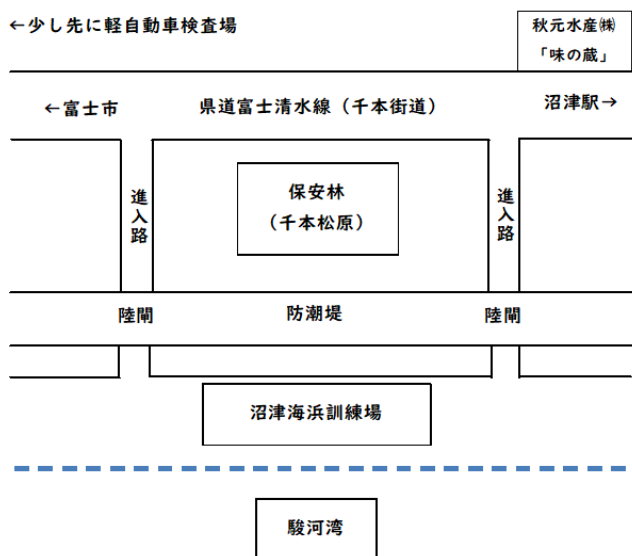 ←少し先に軽自動車検査場
秋元水産㈱
「味の蔵」
←富士市
県道富士清水線（千本街道）
沼津駅→
進入路
保安林
（千本松原）
進入路
陸閘
防潮堤
陸閘
沼津海浜訓練場
駿河湾